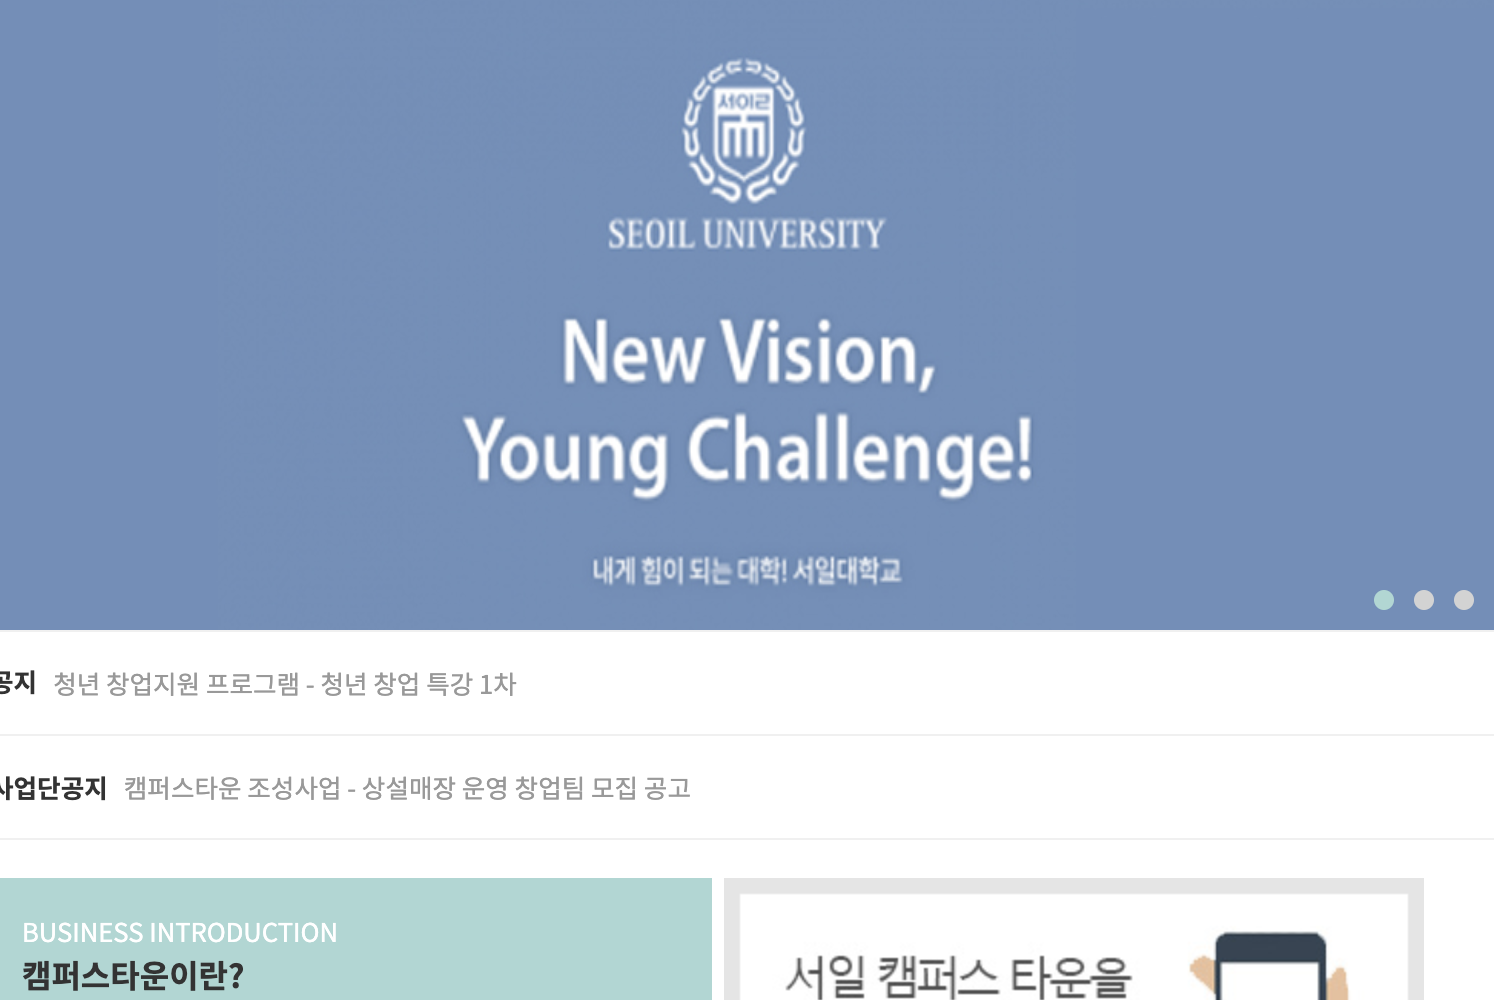 서이르
SEOIL UNIVERSITY
New Vision,
Young Challenge!
내게 힘이 되는 대학! 서일대학교
공지 청년 창업지원 프로그램 - 청년 창업 특강 1차
사업단공지 캠퍼스타운 조성사업 - 상설매장 운영 창업팀 모집 공고
BUSINESS INTRODUCTION
캠퍼스타운이란?
서일 캠퍼스 타운을